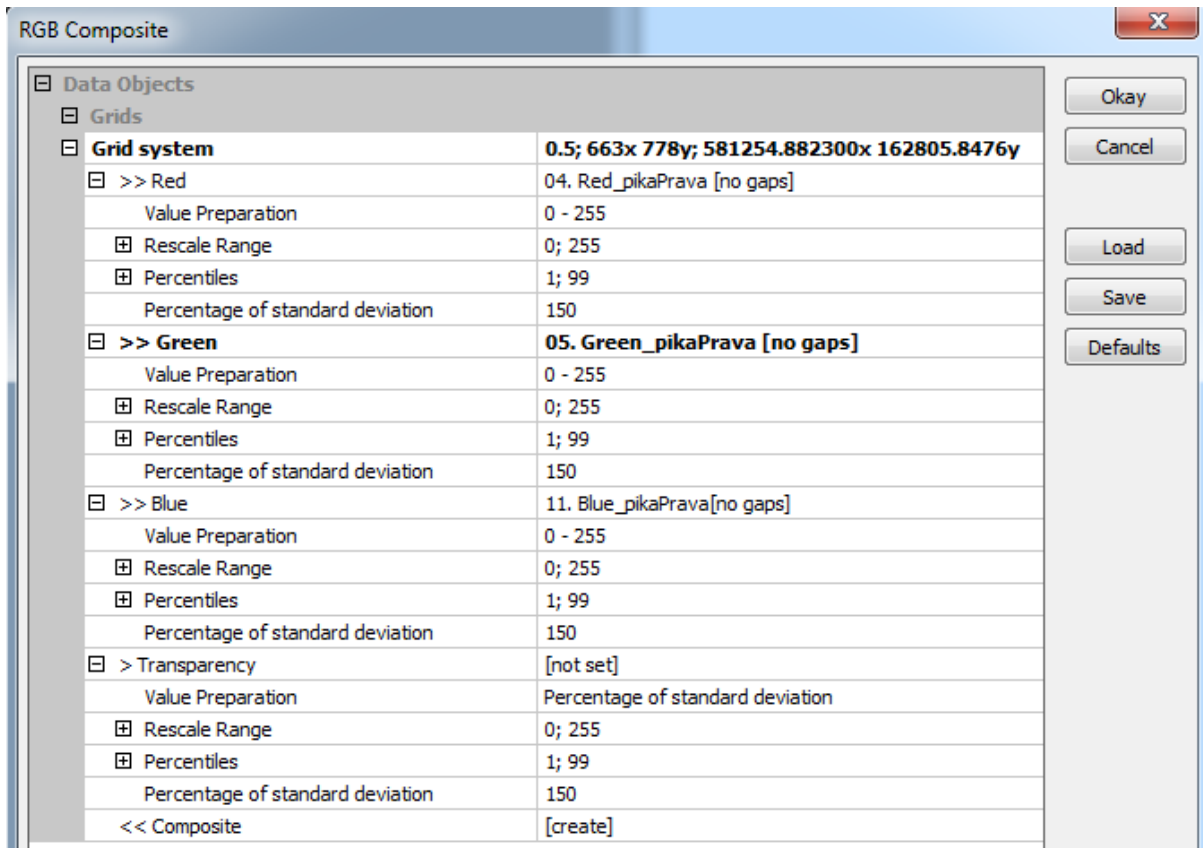 RGB Composite
Data Objects
Grids
Grid system 0.5; 663x 778y; 581254.882300x 162805.8476y
>> Red 04. Red_pikaPrava [no gaps]
Value Preparation 0 - 255
Rescale Range 0; 255
Percentiles 1; 99
Percentage of standard deviation 150
>> Green 05. Green_pikaPrava [no gaps]
Value Preparation 0 - 255
Rescale Range 0; 255
Percentiles 1; 99
Percentage of standard deviation 150
>> Blue 11. Blue_pikaPrava[no gaps]
Value Preparation 0 - 255
Rescale Range 0; 255
Percentiles 1; 99
Percentage of standard deviation 150
> Transparency [not set]
Value Preparation Percentage of standard deviation
Rescale Range 0; 255
Percentiles 1; 99
Percentage of standard deviation 150
<< Composite [create]
Okay
Cancel
Load
Save
Defaults